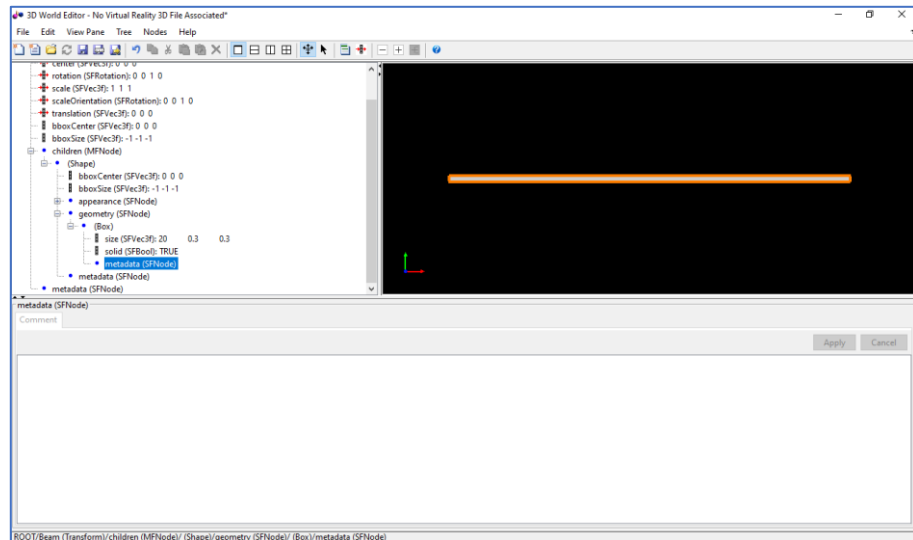 3D World Editor - No Virtual Reality 3D File Associated*
File Edit View Pane Tree Nodes Help
center (SFVec3f): 0 0 0
rotation (SFRotation): 0 0 1 0
scale (SFVec3f): 1 1 1
scaleOrientation (SFRotation): 0 0 1 0
translation (SFVec3f): 0 0 0
bboxCenter (SFVec3f): 0 0 0
bboxSize (SFVec3f): -1 -1 -1
children (MFNode)
(Shape)
bboxCenter (SFVec3f): 0 0 0
bboxSize (SFVec3f): -1 -1 -1
appearance (SFNode)
geometry (SFNode)
(Box)
size (SFVec3f): 20 0.3 0.3
solid (SFBool): TRUE
metadata (SFNode)
metadata (SFNode)
metadata (SFNode)
metadata (SFNode)
Comment
Apply Cancel
ROOT/Beam (Transform)/children (MFNode)/ (Shape)/geometry (SFNode)/ (Box)/metadata (SFNode)